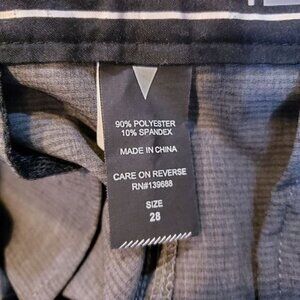 90% POLYESTER
10% SPANDEX
MADE IN CHINA
CARE ON REVERSE
RN#139688
SIZE
28